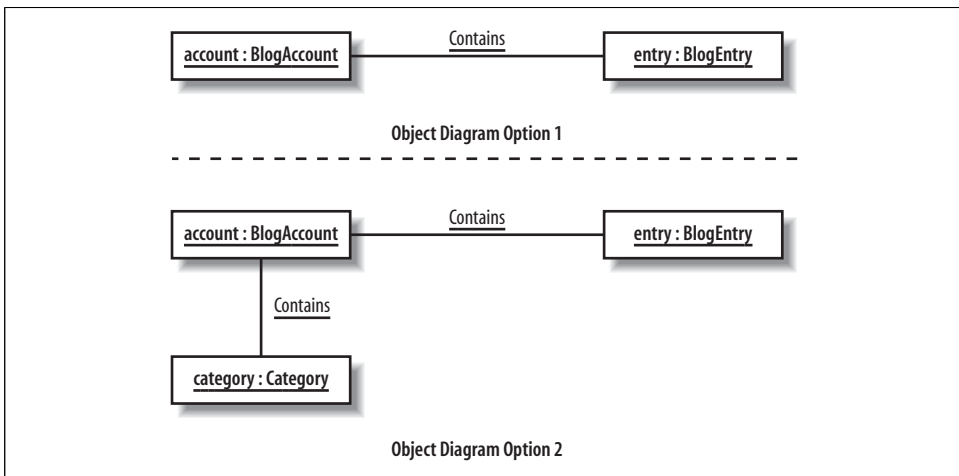 Contains
account : BlogAccount
entry : BlogEntry
Object Diagram Option 1
Contains
account : BlogAccount
entry : BlogEntry
Contains
category : Category
Object Diagram Option 2